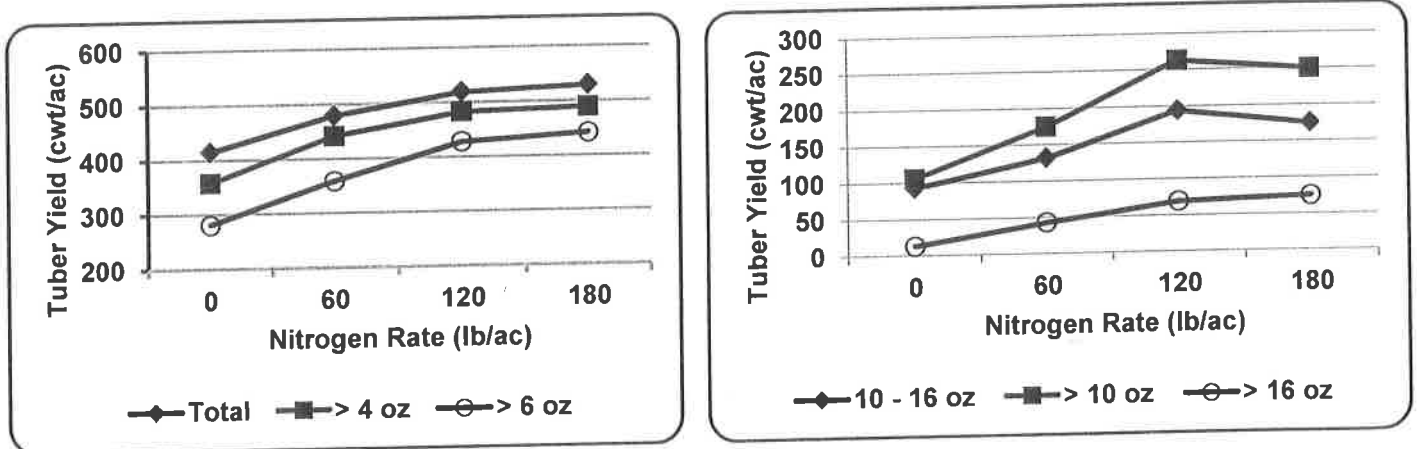 Tuber Yield (cwt/ac)
600
500
400
300
200
0 60 120 180
Nitrogen Rate (lb/ac)
Total > 4 oz > 6 oz
Tuber Yield (cwt/ac)
300
250
200
150
100
50
0
0 60 120 180
Nitrogen Rate (lb/ac)
10 - 16 oz > 10 oz > 16 oz